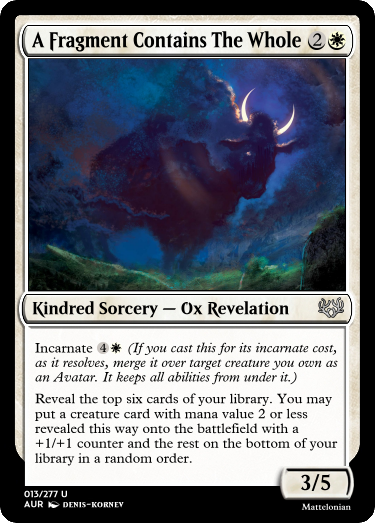 A Fragment Contains The Whole 2
Kindred Sorcery — Ox Revelation
Incarnate 4 (If you cast this for its incarnate cost,
as it resolves, merge it over target creature you own as
an Avatar. It keeps all abilities from under it.)
Reveal the top six cards of your library. You may
put a creature card with mana value 2 or less
revealed this way onto the battlefield with a
+1/+1 counter and the rest on the bottom of your
library in a random order.
3/5
013/277 U
AUR DENIS-KORNEV
Mattelonian